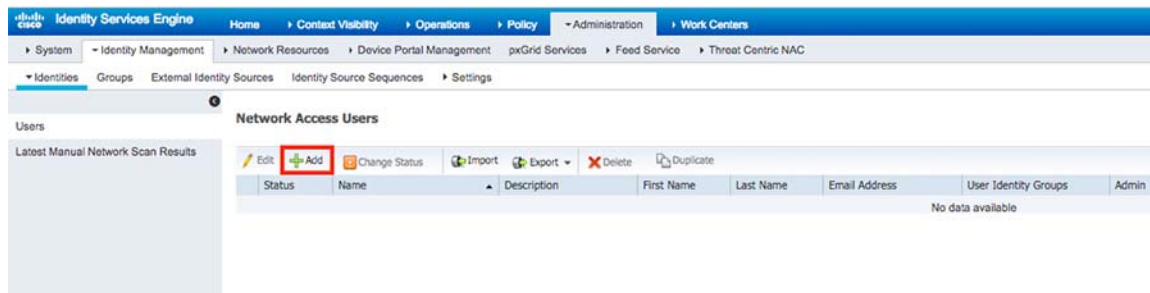 cisco Identity Services Engine Home Context Visibility Operations Policy Administration Work Centers
System Identity Management Network Resources Device Portal Management pxGrid Services Feed Service Threat Centric NAC
Identities Groups External Identity Sources Identity Source Sequences Settings
Users
Latest Manual Network Scan Results
Network Access Users
Edit Add Change Status Import Export Delete Duplicate
Status Name Description First Name Last Name Email Address User Identity Groups Admin
No data available